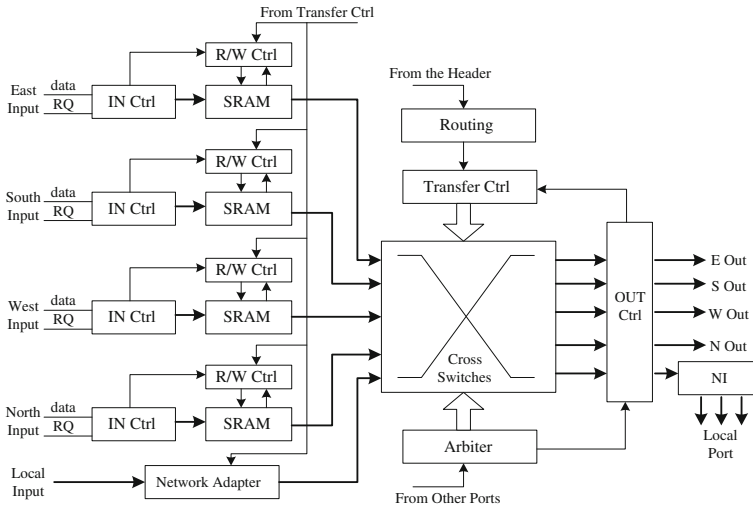 From Transfer Ctrl
R/W Ctrl
East
Input
data
RQ
IN Ctrl
SRAM
R/W Ctrl
South
Input
data
RQ
IN Ctrl
SRAM
R/W Ctrl
West
Input
data
RQ
IN Ctrl
SRAM
R/W Ctrl
North
Input
data
RQ
IN Ctrl
SRAM
Local
Input
Network Adapter
From the Header
Routing
Transfer Ctrl
Cross
Switches
Arbiter
From Other Ports
OUT
Ctrl
E Out
S Out
W Out
N Out
NI
Local
Port